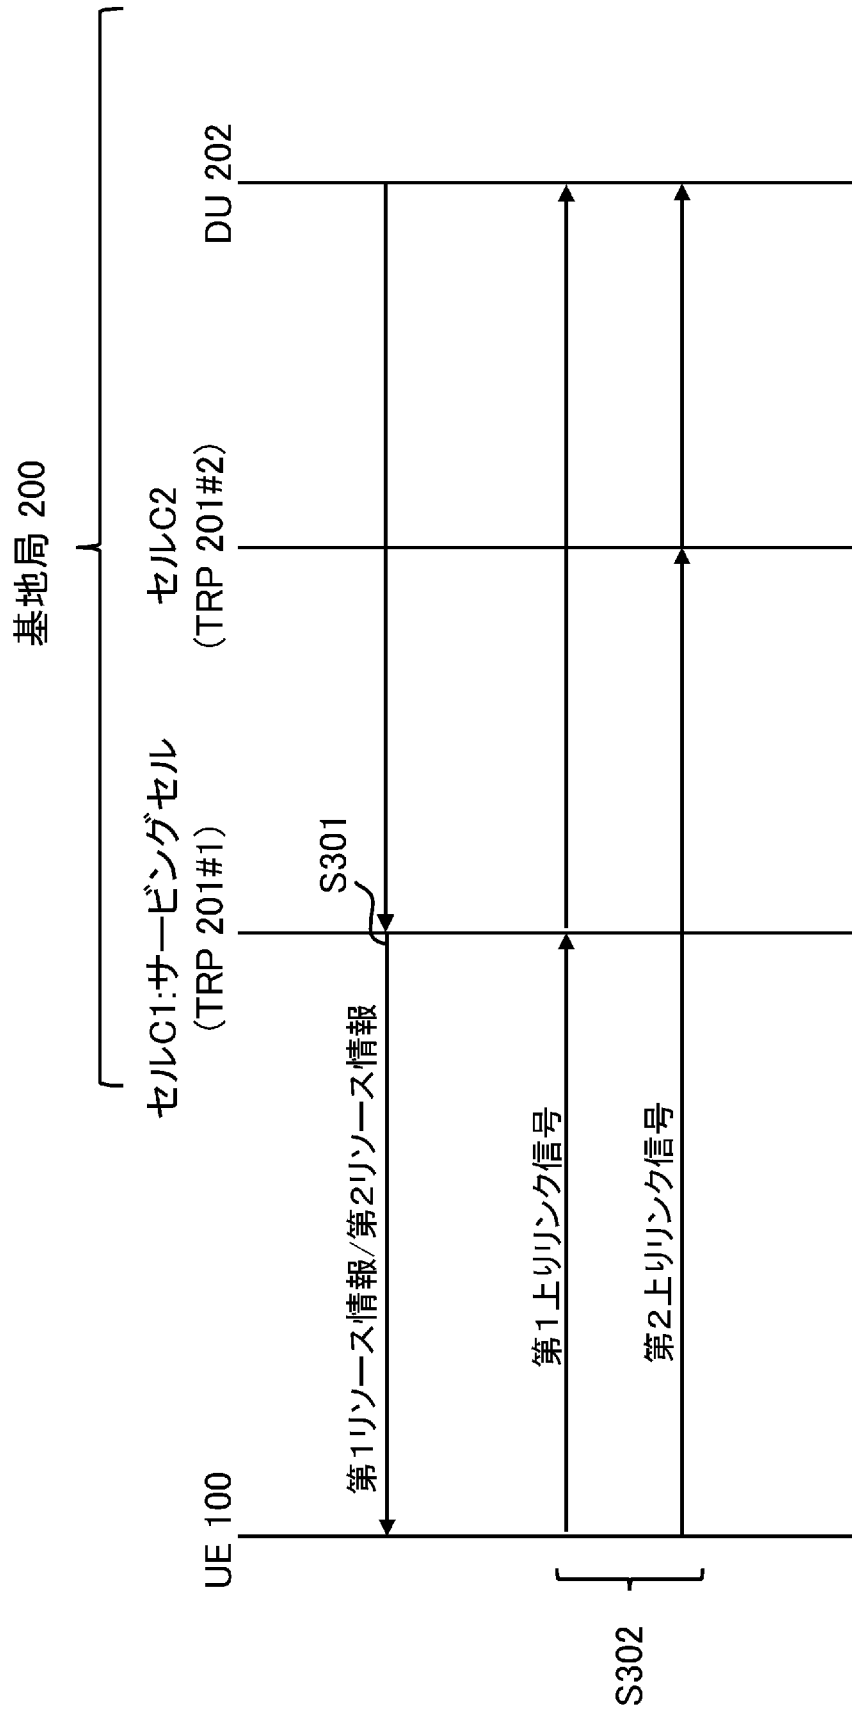 基地局 200
UE 100
セルC1:サービングセル
(TRP 201#1)
セルC2
(TRP 201#2)
DU 202
S301
第1リソース情報/第2リソース情報
S302
第1上りリンク信号
第2上りリンク信号